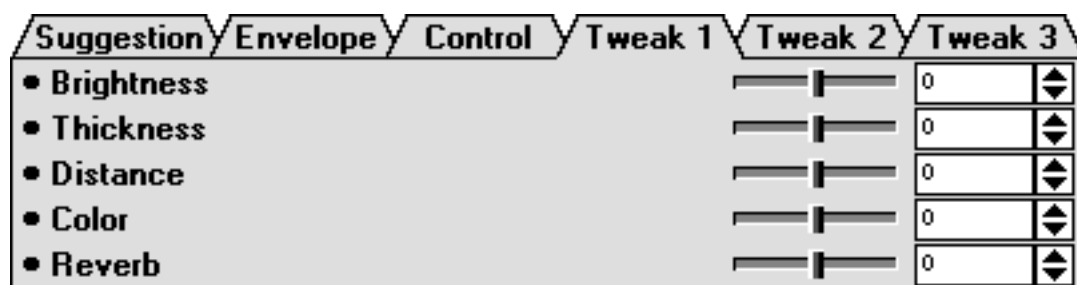 Suggestion Envelope Control Tweak 1 Tweak 2 Tweak 3
• Brightness 0
• Thickness 0
• Distance 0
• Color 0
• Reverb 0